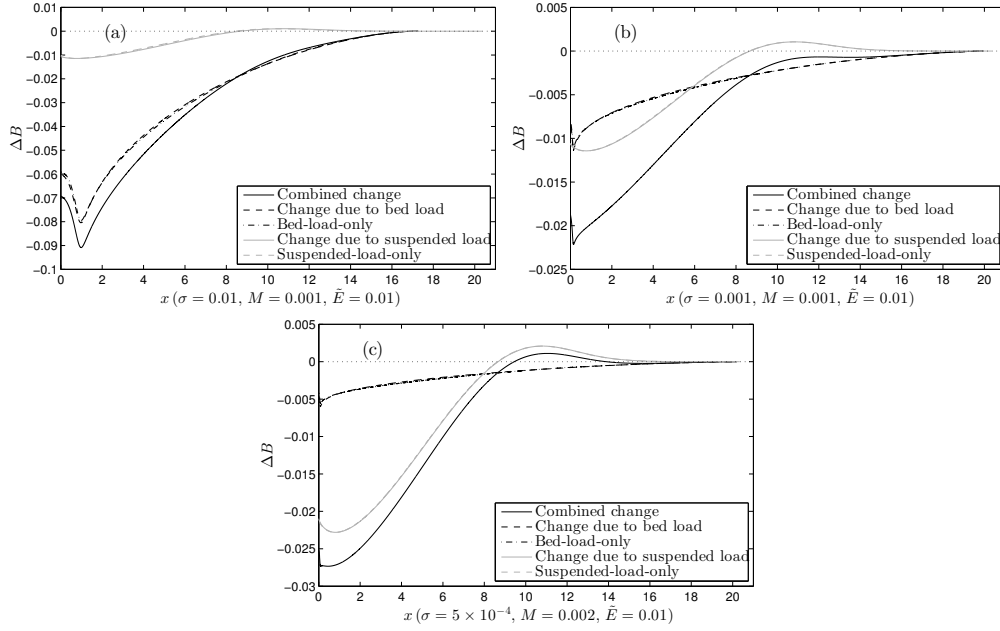 (a)
0.01
0
−0.01
−0.02
−0.03
−0.04
−0.05
−0.06
−0.07
−0.08
−0.09
−0.1
ΔB
0 2 4 6 8 10 12 14 16 18 20
x (σ = 0.01, M = 0.001, Ẽ = 0.01)
Combined change
Change due to bed load
Bed-load-only
Change due to suspended load
Suspended-load-only
(b)
0.005
0
−0.005
−0.01
−0.015
−0.02
−0.025
ΔB
0 2 4 6 8 10 12 14 16 18 20
x (σ = 0.001, M = 0.001, Ẽ = 0.01)
Combined change
Change due to bed load
Bed-load-only
Change due to suspended load
Suspended-load-only
(c)
0.005
0
−0.005
−0.01
−0.015
−0.02
−0.025
−0.03
ΔB
0 2 4 6 8 10 12 14 16 18 20
x (σ = 5 × 10⁻⁴, M = 0.002, Ẽ = 0.01)
Combined change
Change due to bed load
Bed-load-only
Change due to suspended load
Suspended-load-only